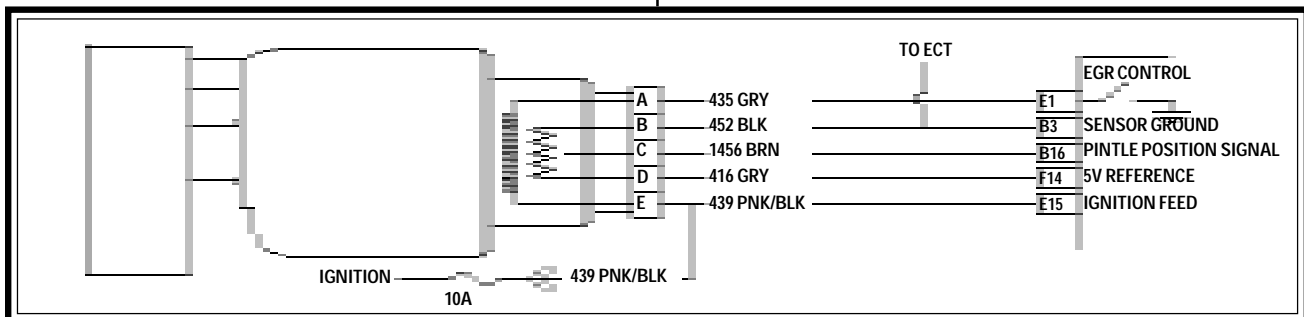 TO ECT
EGR CONTROL
A 435 GRY E1
B 452 BLK B3 SENSOR GROUND
C 1456 BRN B16 PINTLE POSITION SIGNAL
D 416 GRY F14 5V REFERENCE
E 439 PNK/BLK E15 IGNITION FEED
IGNITION 439 PNK/BLK
10A